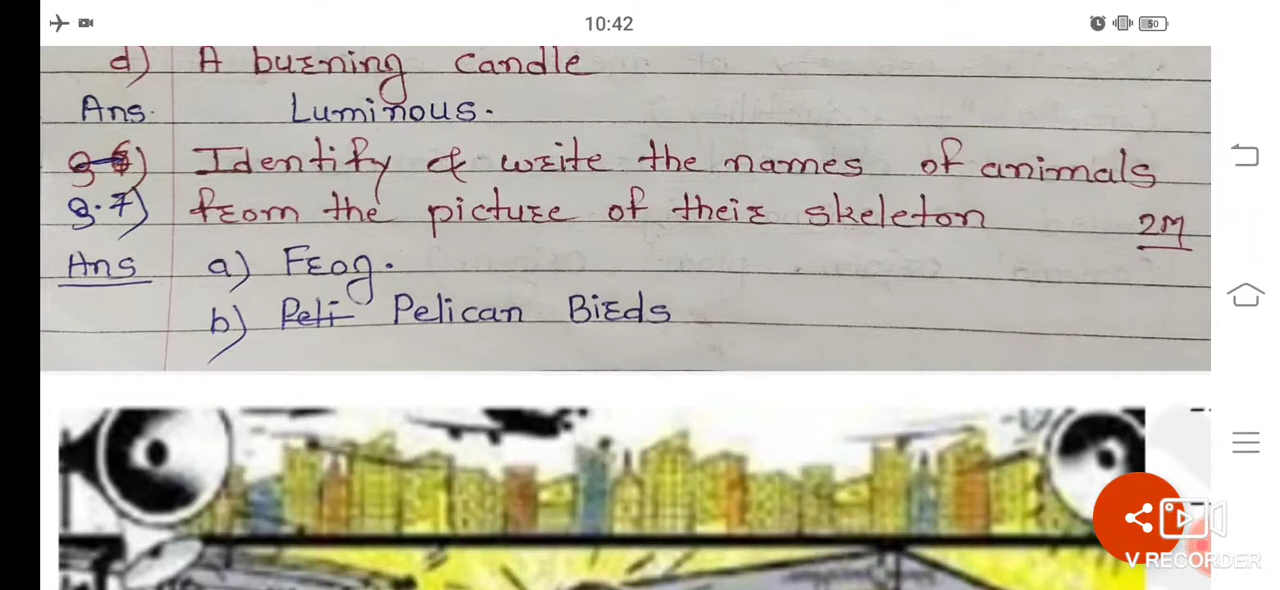 10:42
50
d) A burning candle
Ans. Luminous.
Q 6) Identify & write the names of animals
Q.7) from the picture of their skeleton 2M
Ans a) Frog.
b) Peli Pelican Birds
V RECORDER